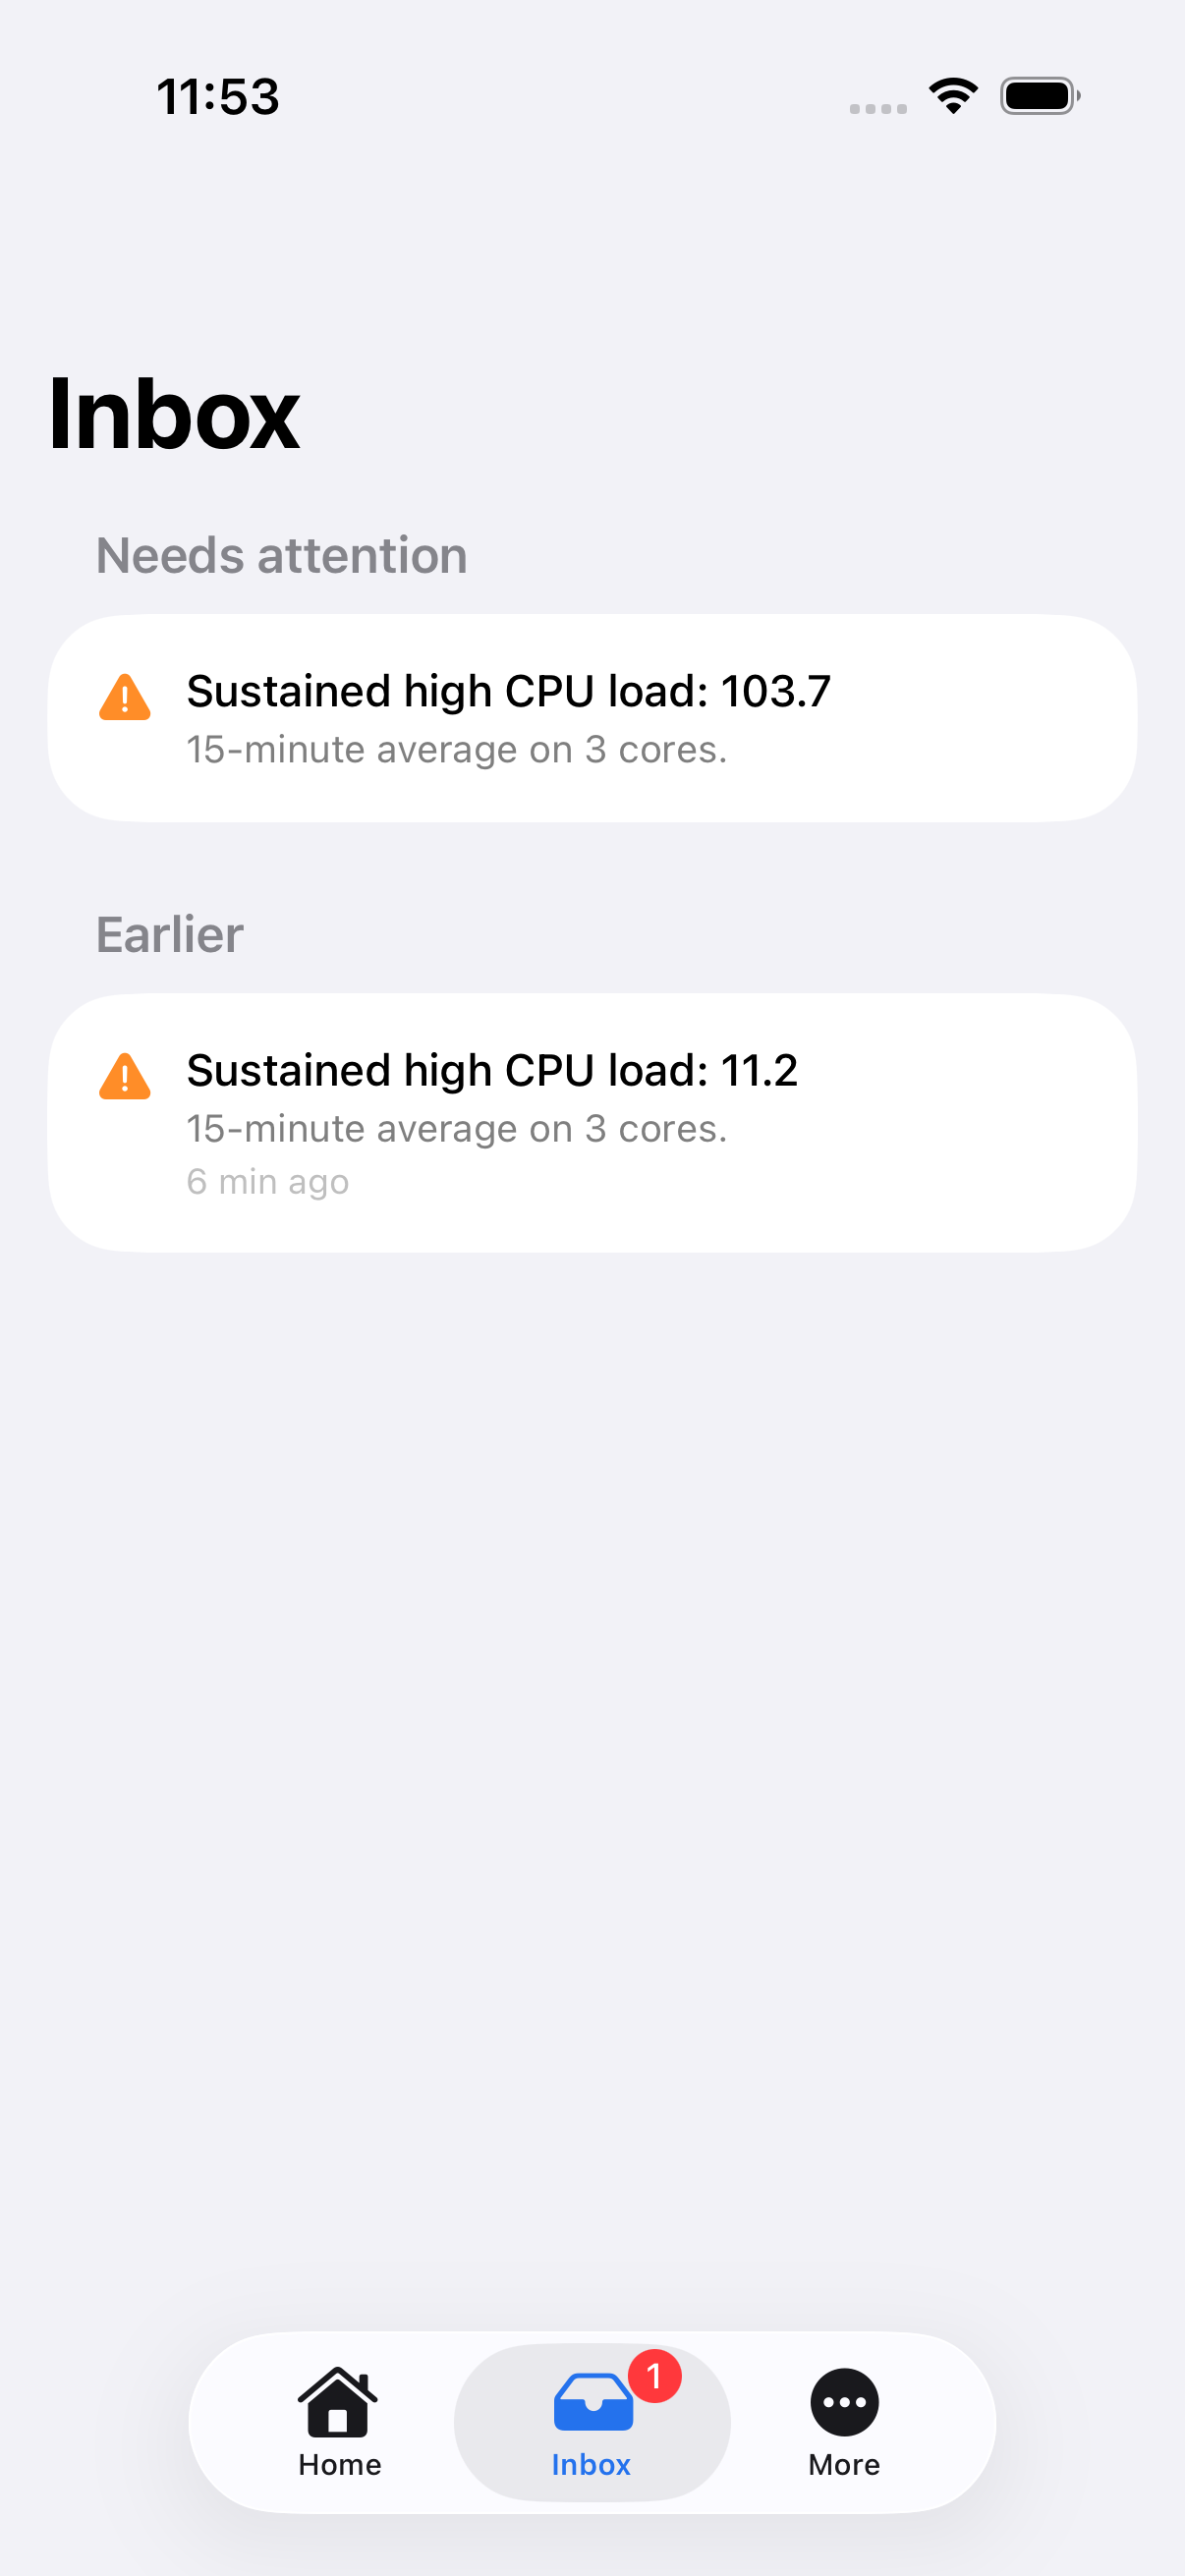 11:53
Inbox
Needs attention
Sustained high CPU load: 103.7
15-minute average on 3 cores.
Earlier
Sustained high CPU load: 11.2
15-minute average on 3 cores.
6 min ago
1
Home
Inbox
More